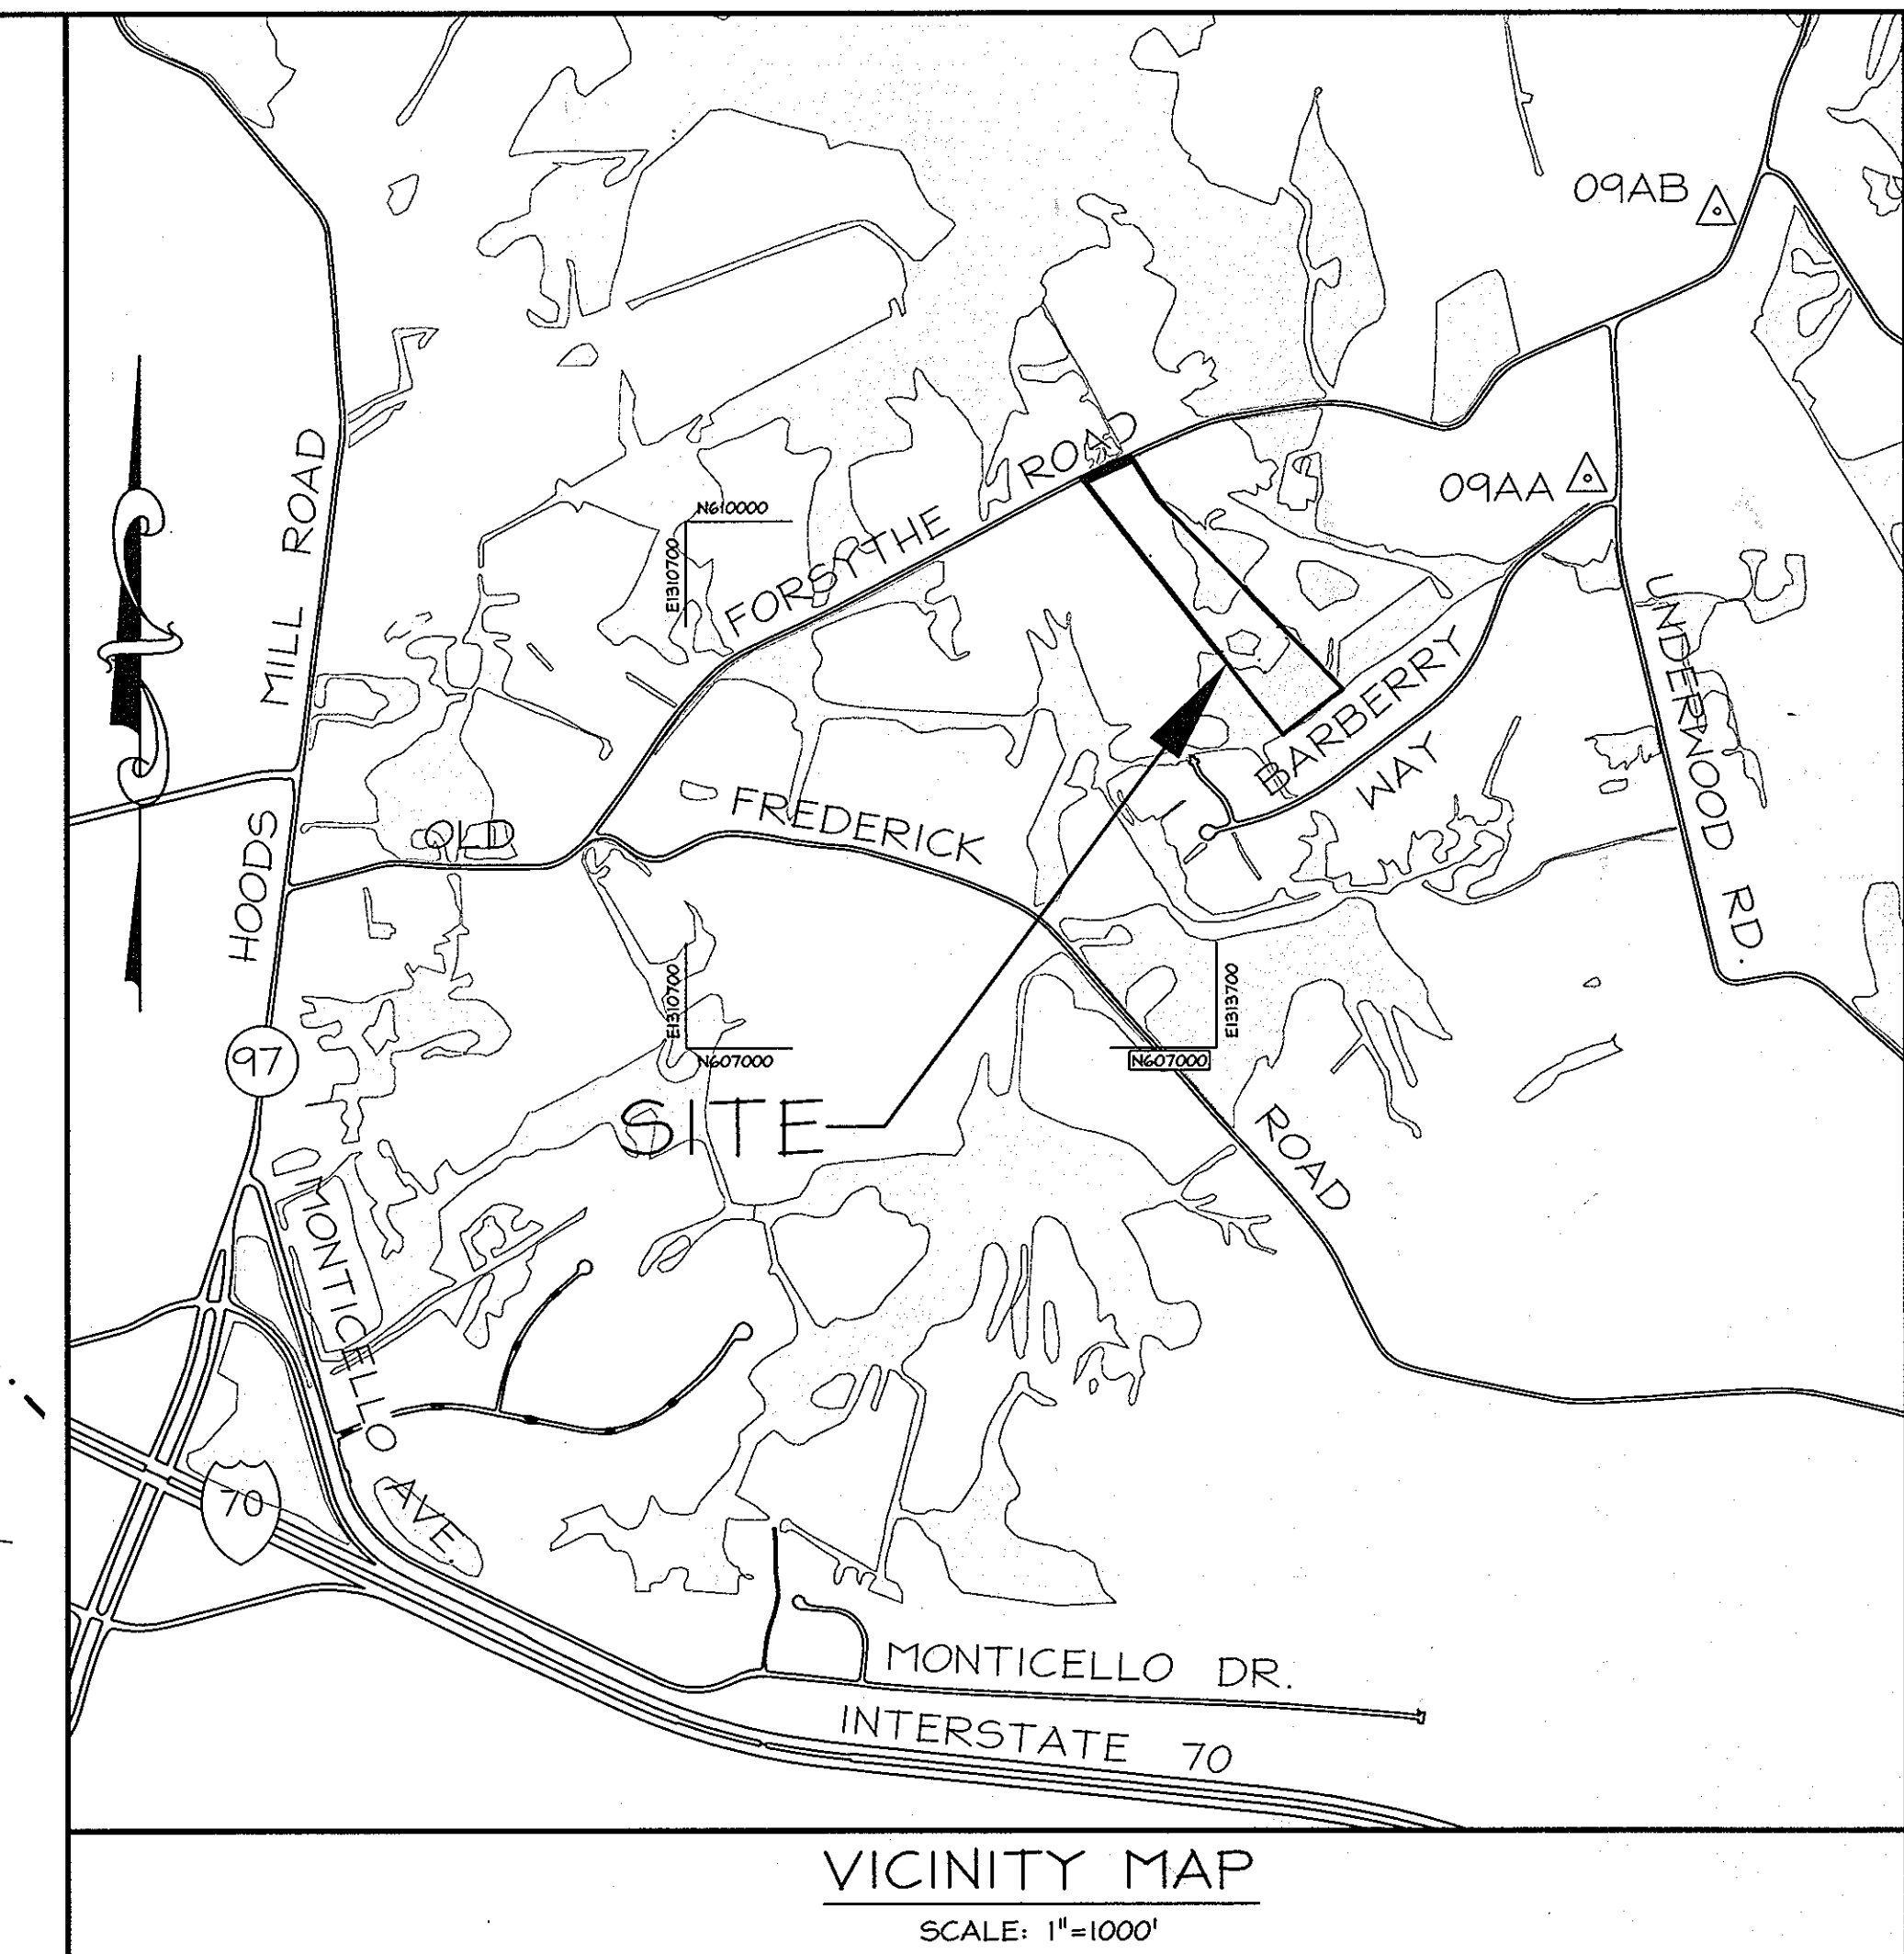 09AB
09AA
FORSYTHE ROAD
N610000
E1310700
HOODS MILL ROAD
BARBERRY
WAY
UNDERWOOD RD.
OLD FREDERICK ROAD
E1310700
N607000
E1313700
N607000
97
SITE
MONTICELLO AVE.
70
MONTICELLO DR.
INTERSTATE 70
VICINITY MAP
SCALE: 1"=1000'